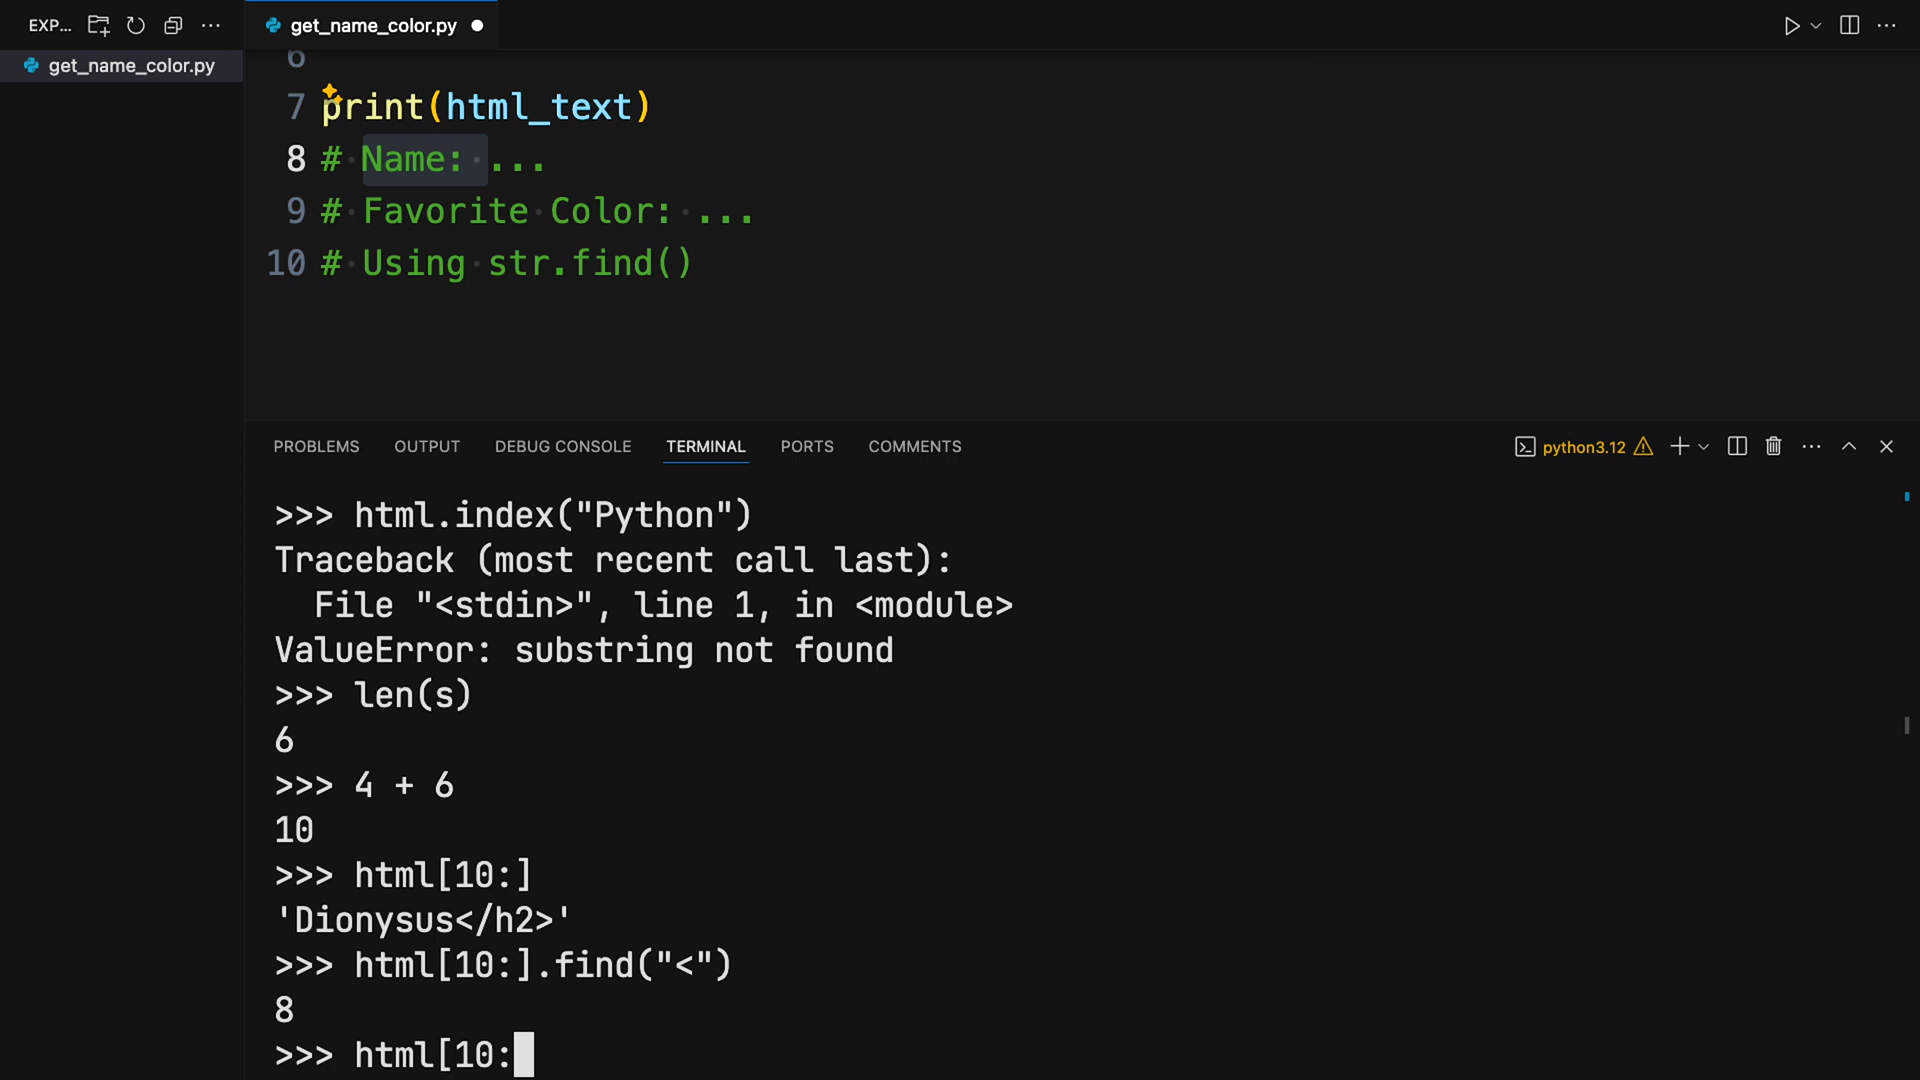 EXP...
get_name_color.py
get_name_color.py
6
7 print(html_text)
8 # Name: ...
9 # Favorite Color: ...
10 # Using str.find()
PROBLEMS OUTPUT DEBUG CONSOLE TERMINAL PORTS COMMENTS
python3.12
>>> html.index("Python")
Traceback (most recent call last):
  File "<stdin>", line 1, in <module>
ValueError: substring not found
>>> len(s)
6
>>> 4 + 6
10
>>> html[10:]
'Dionysus</h2>'
>>> html[10:].find("<")
8
>>> html[10: